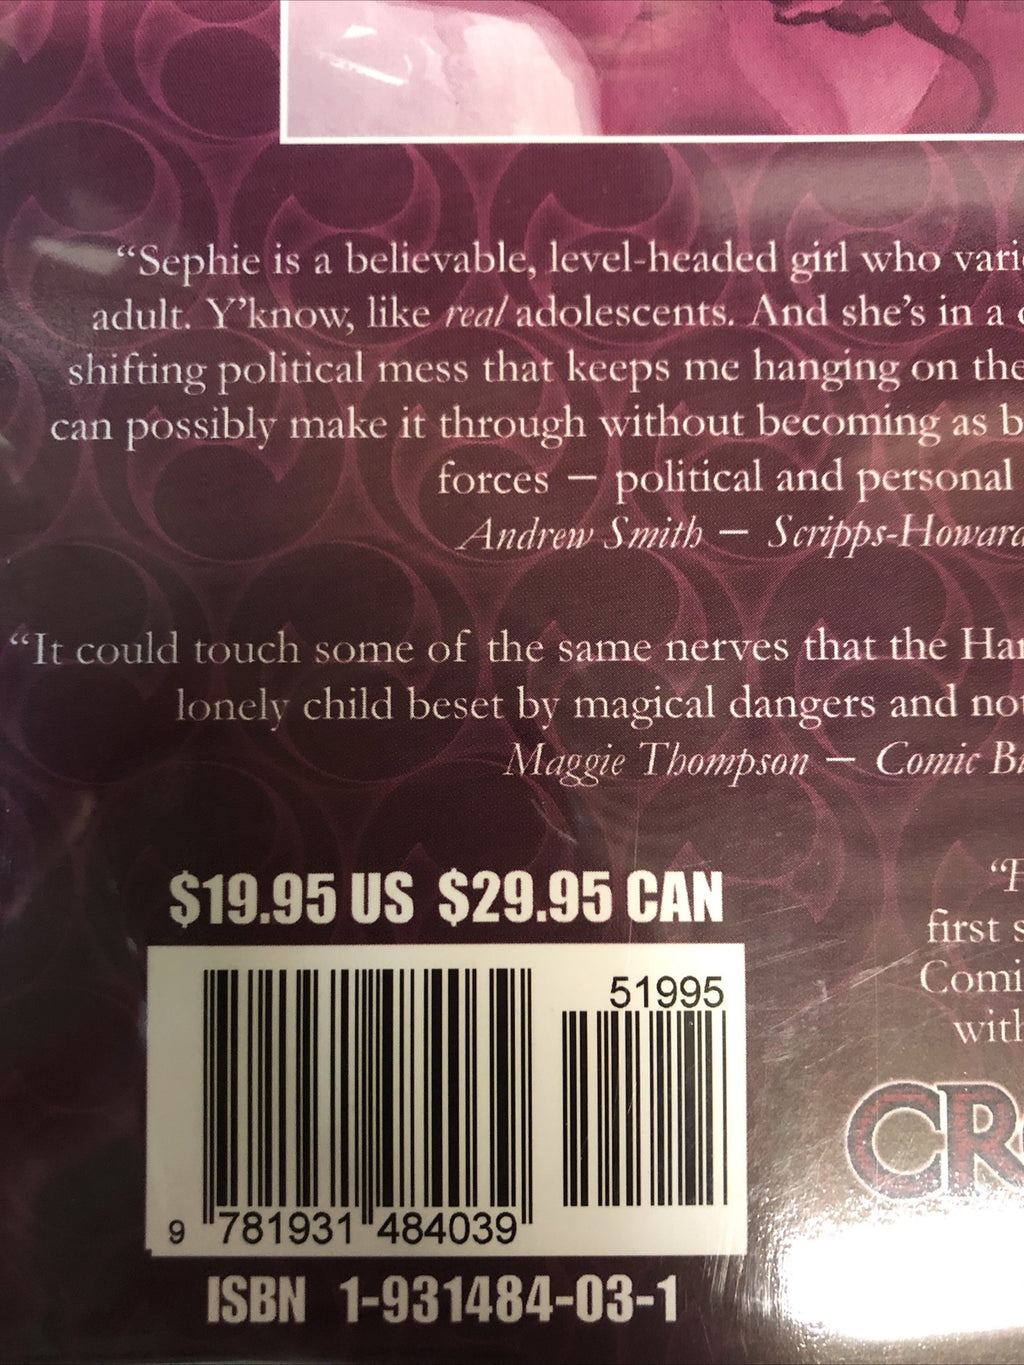 “Sephie is a believable, level-headed girl who
adult. Y’know, like real adolescents. And she’s in a
shifting political mess that keeps me hanging on the
can possibly make it through without becoming as
forces — political and personal
Andrew Smith — Scripps-Howard
“It could touch some of the same nerves that the
lonely child beset by magical dangers and
Maggie Thompson — Comic
first
with
$19.95 US $29.95 CAN
51995
9 781931 484039
ISBN 1-931484-03-1